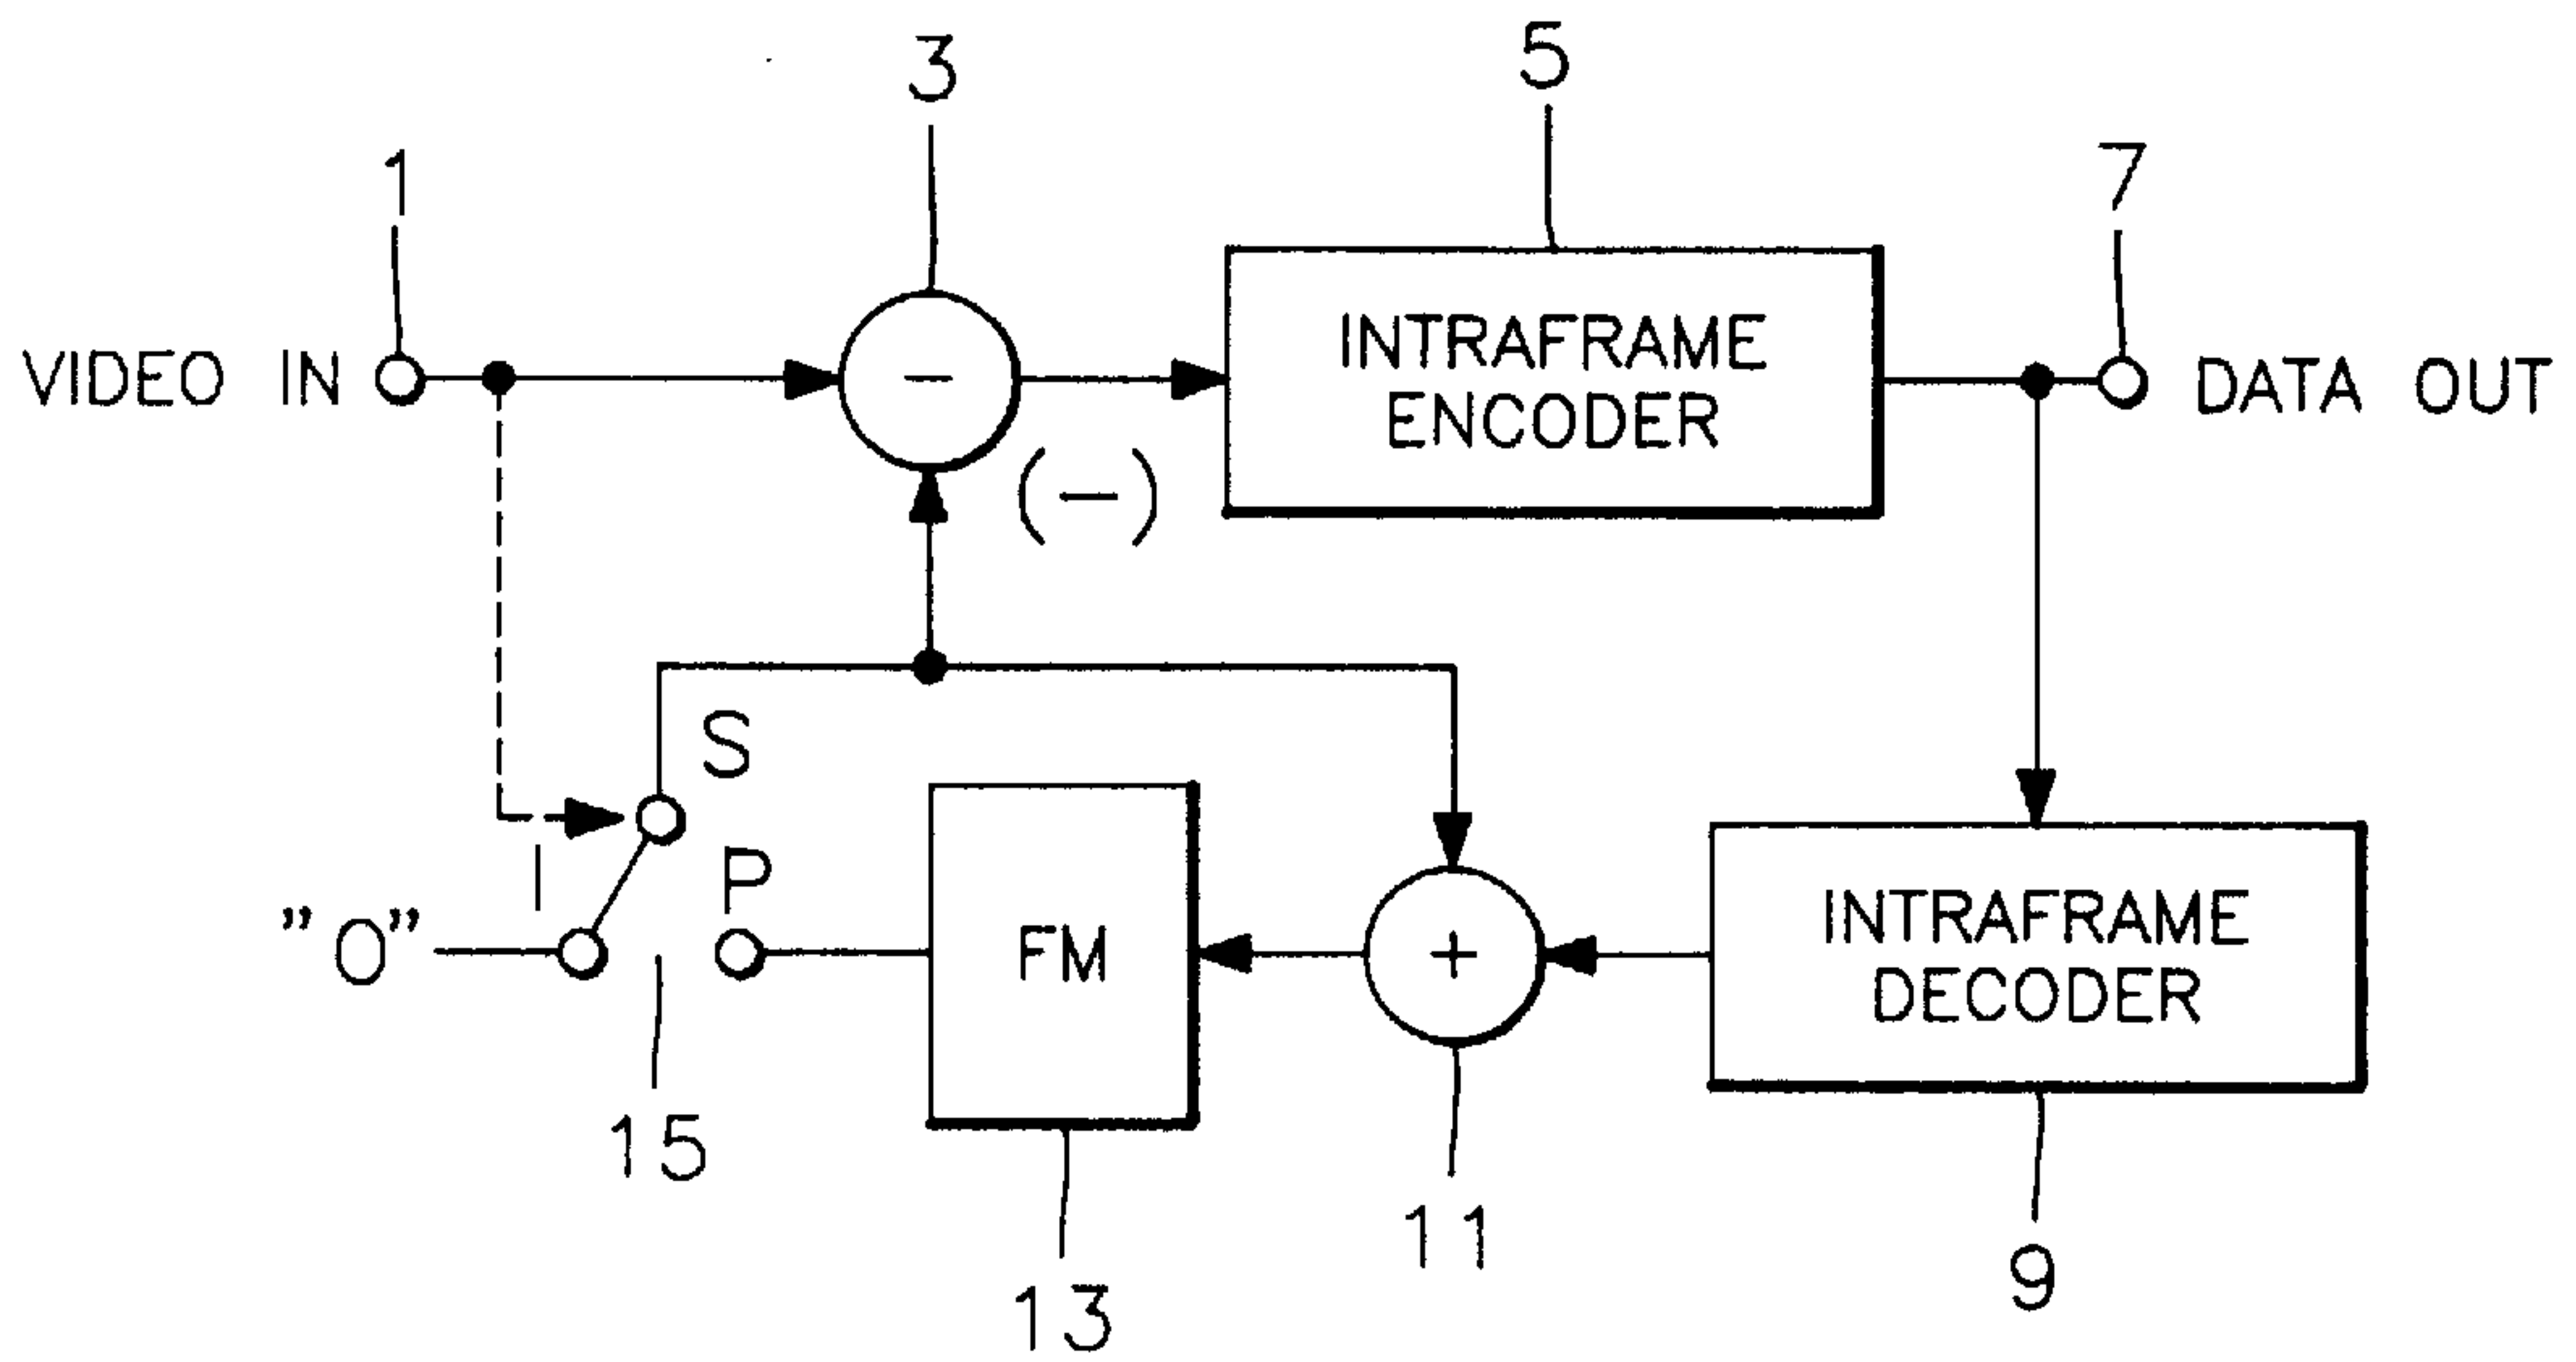 3
5
1
7
VIDEO IN
−
INTRAFRAME
ENCODER
DATA OUT
(−)
S
I
P
"0"
FM
+
INTRAFRAME
DECODER
15
11
13
9